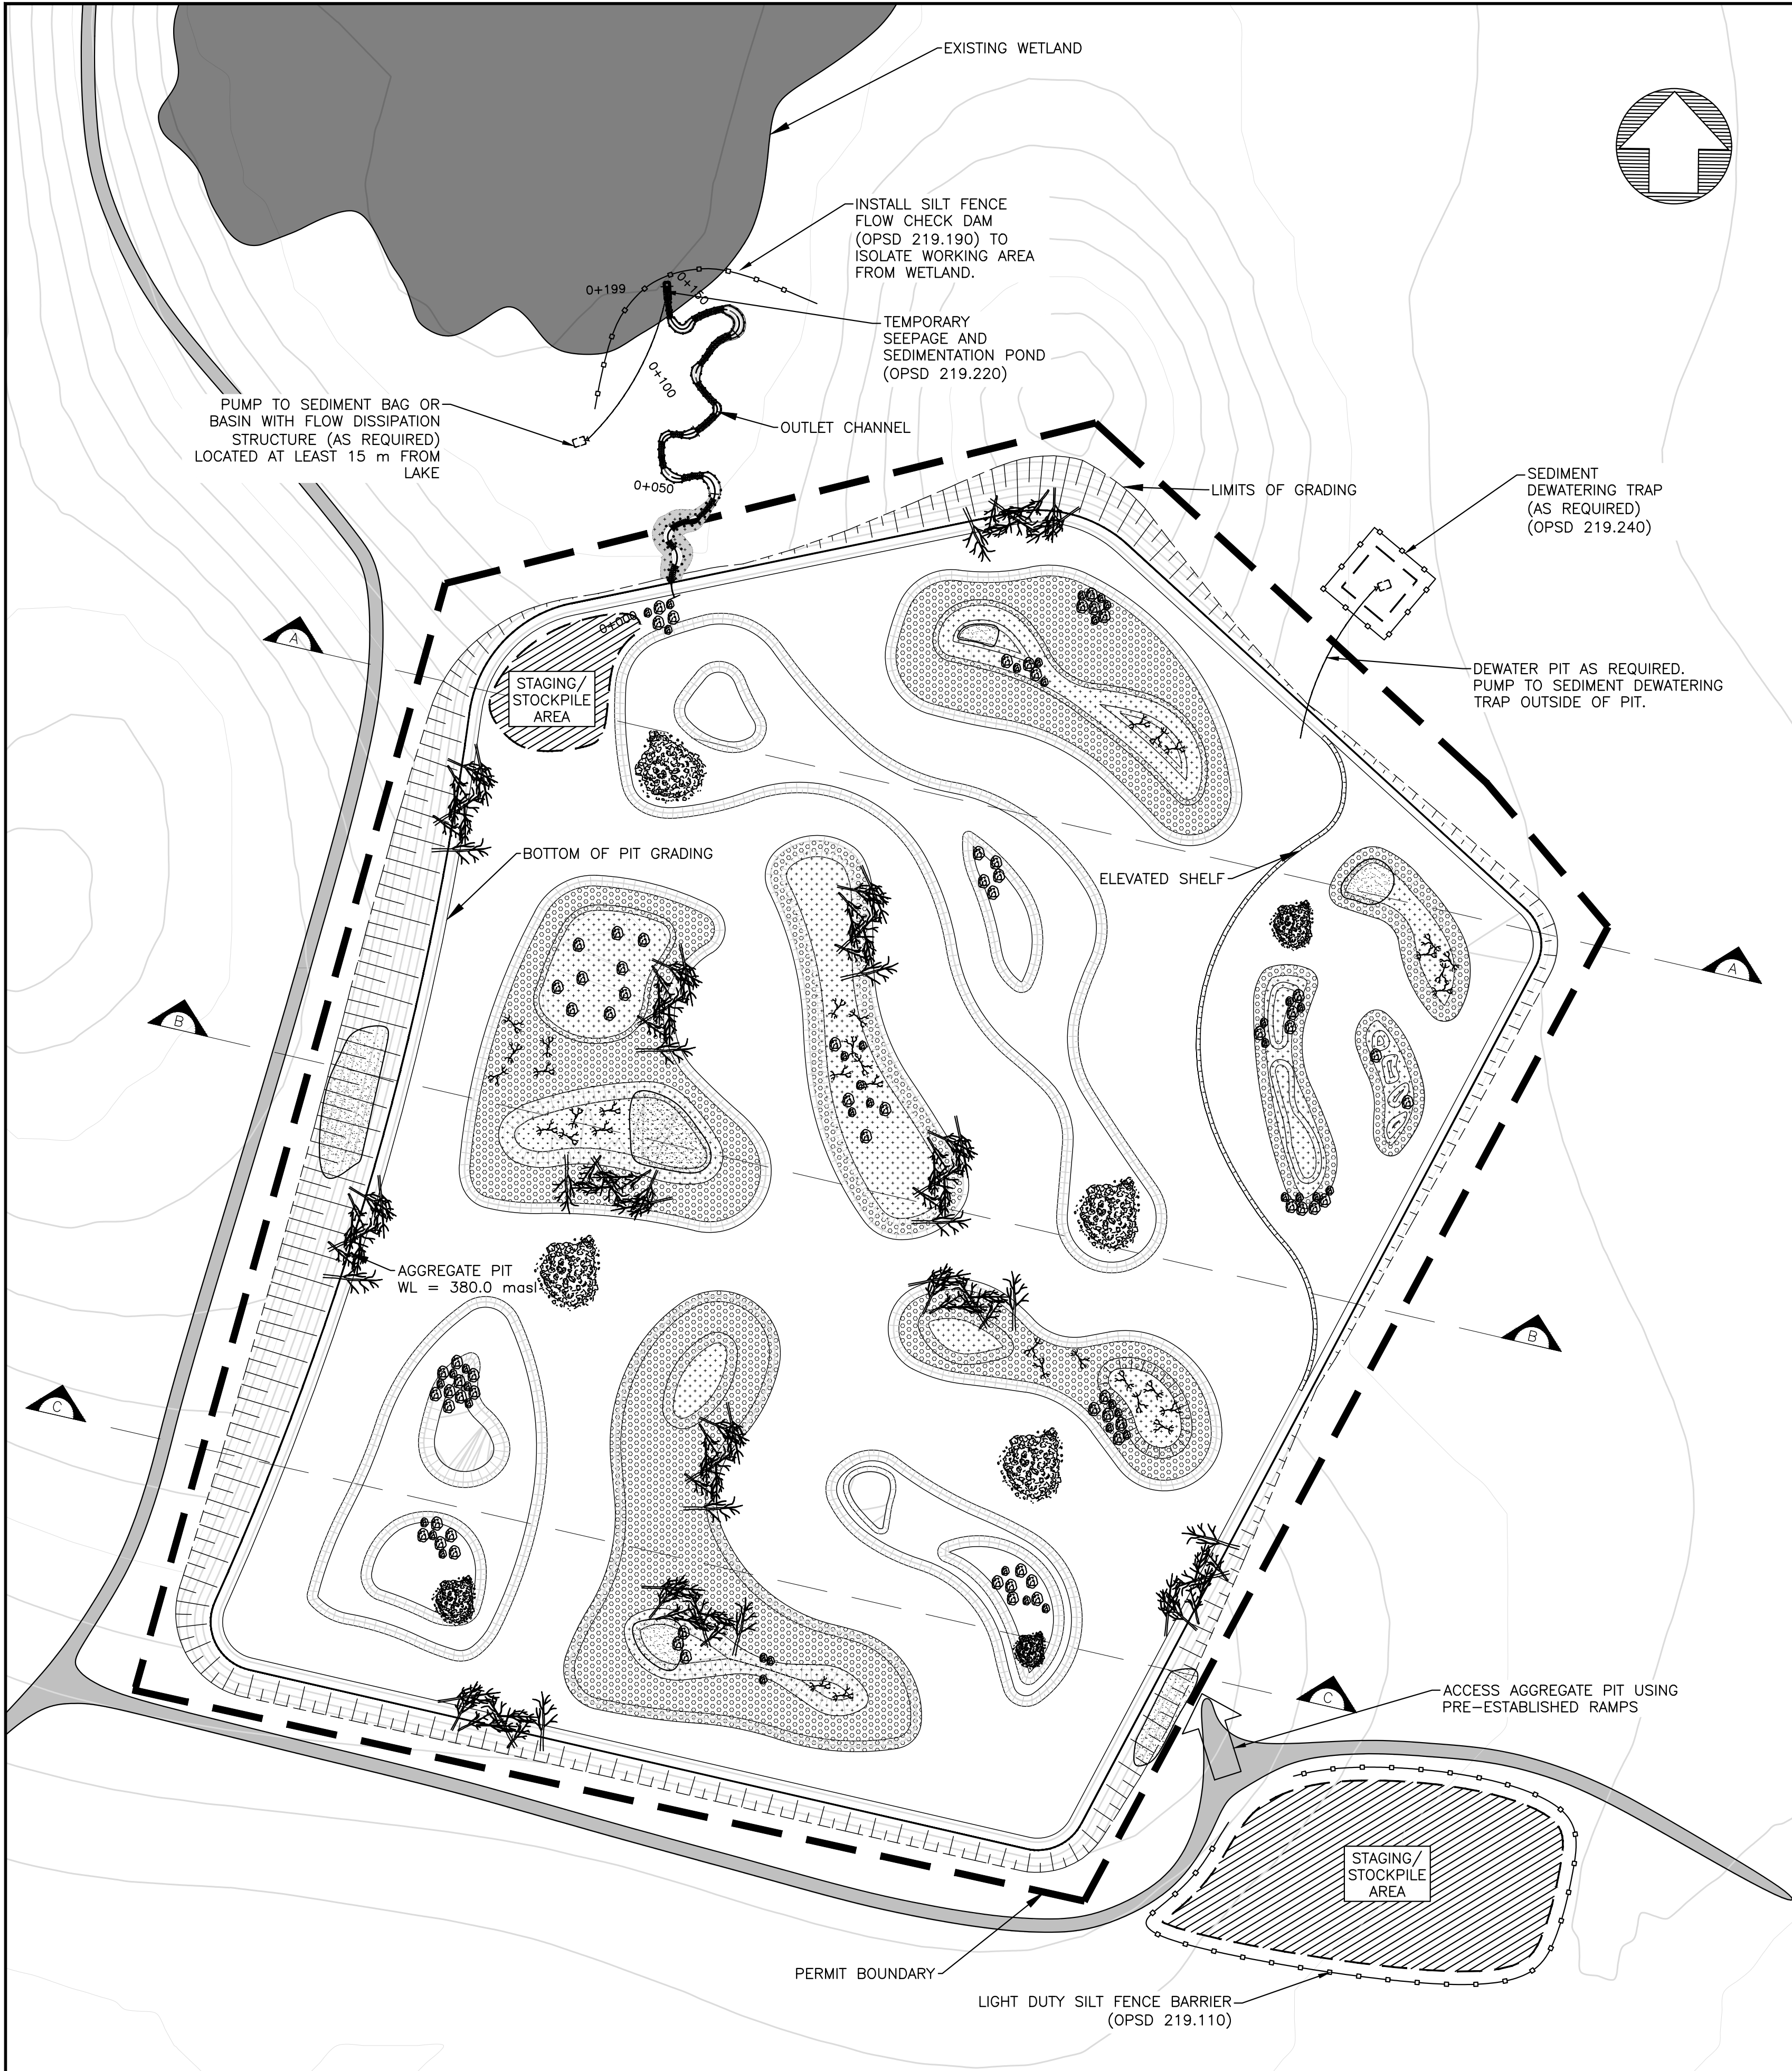 EXISTING WETLAND
INSTALL SILT FENCE
FLOW CHECK DAM
(OPSD 219.190) TO
ISOLATE WORKING AREA
FROM WETLAND.
0+199
0+150
TEMPORARY
SEEPAGE AND
SEDIMENTATION POND
(OPSD 219.220)
0+100
PUMP TO SEDIMENT BAG OR
BASIN WITH FLOW DISSIPATION
STRUCTURE (AS REQUIRED)
LOCATED AT LEAST 15 m FROM
LAKE
OUTLET CHANNEL
0+050
LIMITS OF GRADING
SEDIMENT
DEWATERING TRAP
(AS REQUIRED)
(OPSD 219.240)
0+000
A
STAGING/
STOCKPILE
AREA
DEWATER PIT AS REQUIRED.
PUMP TO SEDIMENT DEWATERING
TRAP OUTSIDE OF PIT.
BOTTOM OF PIT GRADING
ELEVATED SHELF
A
B
AGGREGATE PIT
WL = 380.0 masl
B
C
C
ACCESS AGGREGATE PIT USING
PRE-ESTABLISHED RAMPS
STAGING/
STOCKPILE
AREA
PERMIT BOUNDARY
LIGHT DUTY SILT FENCE BARRIER
(OPSD 219.110)